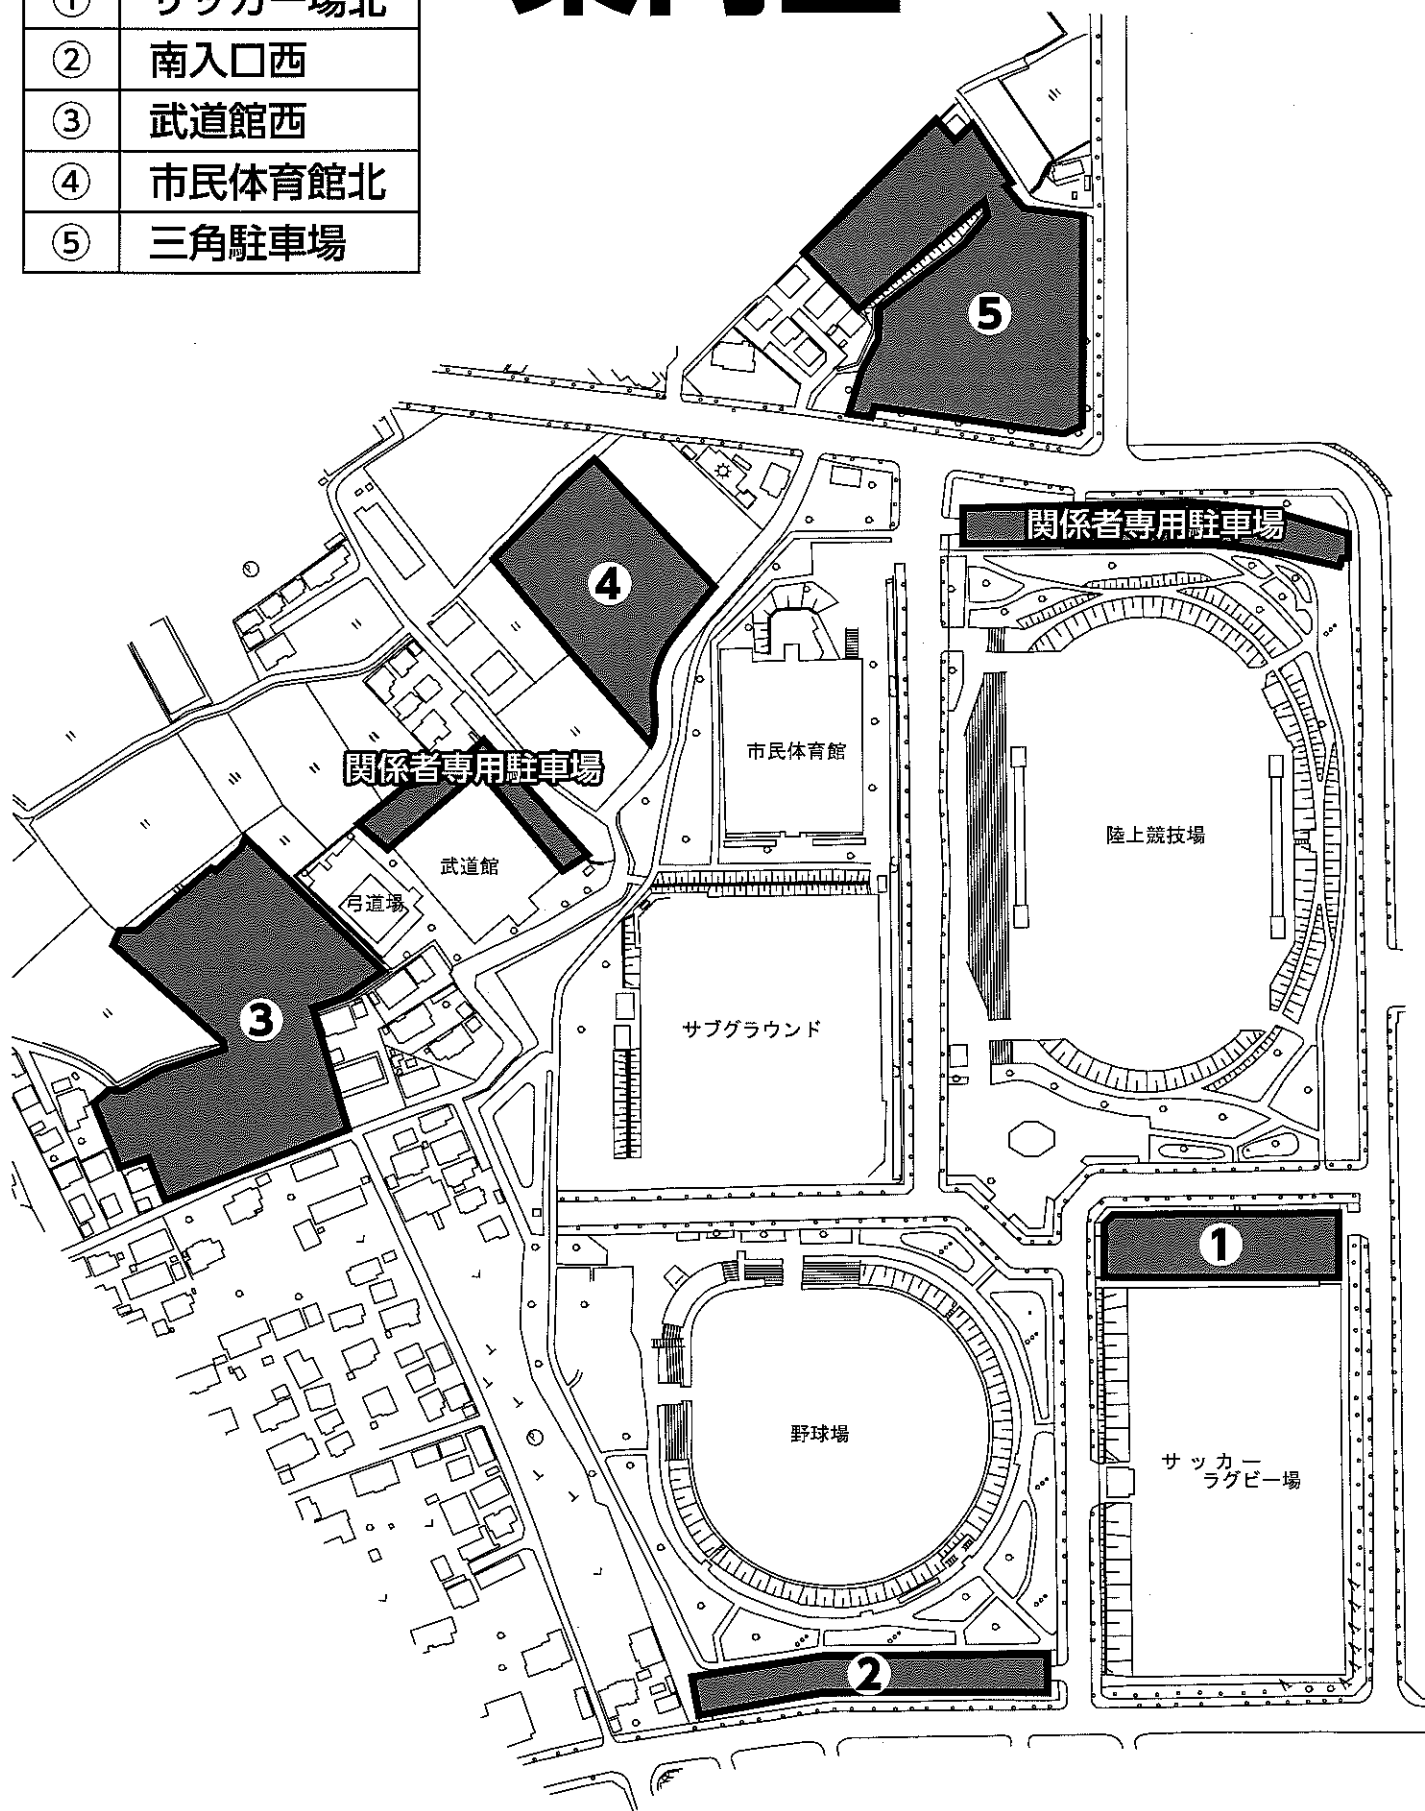 ① サッカー場北
案内図
② 南入口西
③ 武道館西
④ 市民体育館北
⑤ 三角駐車場
5
関係者専用駐車場
4
市民体育館
関係者専用駐車場
陸上競技場
武道館
弓道場
3
サブグラウンド
1
野球場
サッカー
ラグビー場
2